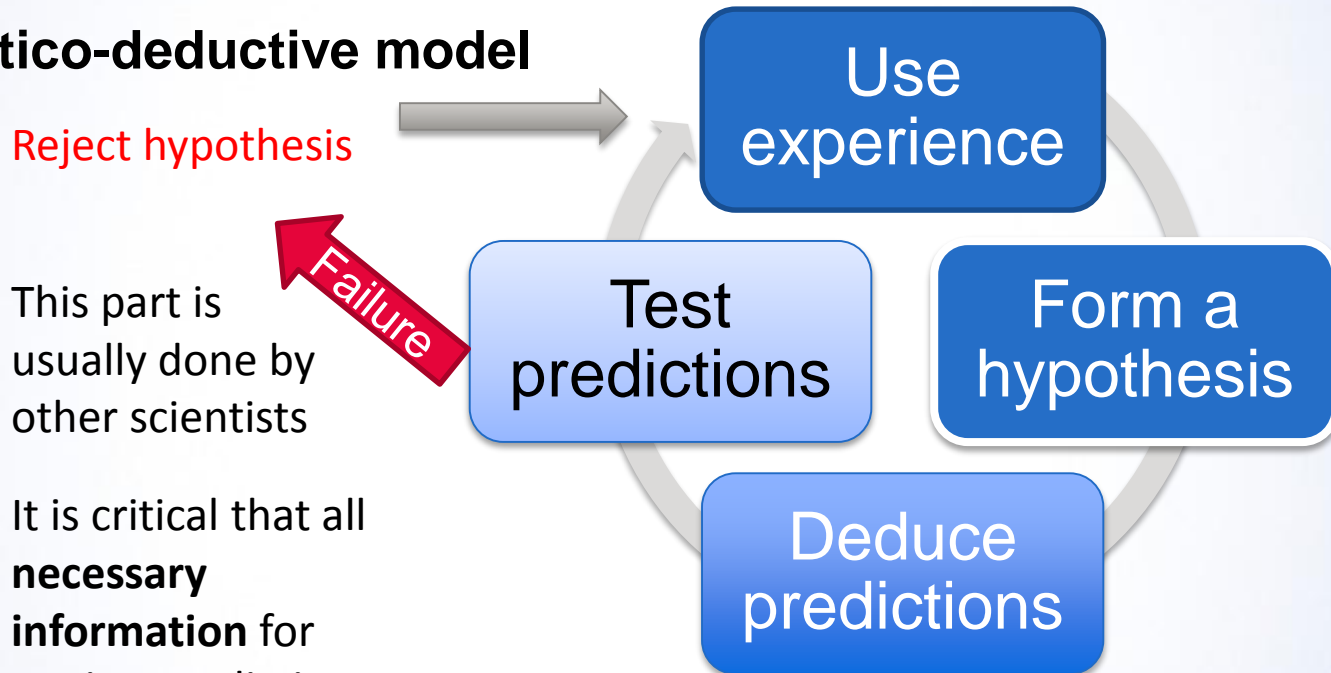 tico-deductive model
Reject hypothesis
Failure
This part is
usually done by
other scientists
It is critical that all
necessary
information for
Use
experience
Form a
hypothesis
Deduce
predictions
Test
predictions